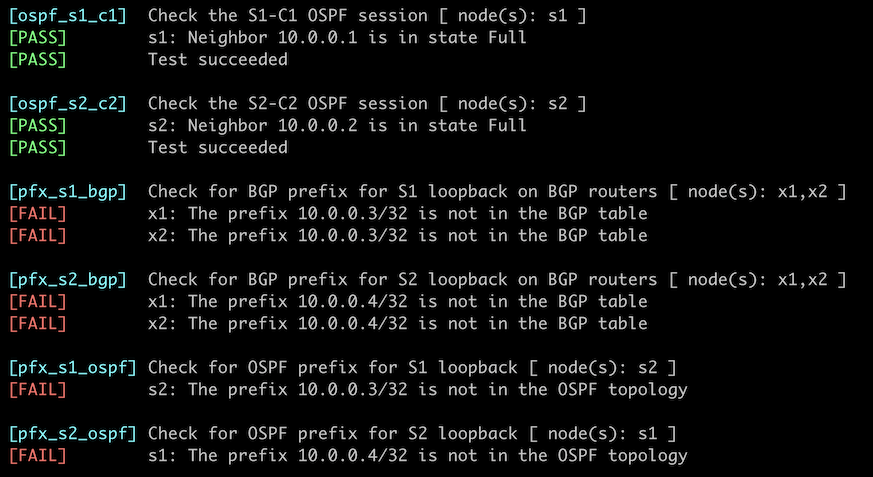 [ospf_s1_c1]  Check the S1-C1 OSPF session [ node(s): s1 ]
[PASS]        s1: Neighbor 10.0.0.1 is in state Full
[PASS]        Test succeeded
[ospf_s2_c2]  Check the S2-C2 OSPF session [ node(s): s2 ]
[PASS]        s2: Neighbor 10.0.0.2 is in state Full
[PASS]        Test succeeded
[pfx_s1_bgp]  Check for BGP prefix for S1 loopback on BGP routers [ node(s): x1,x2 ]
[FAIL]        x1: The prefix 10.0.0.3/32 is not in the BGP table
[FAIL]        x2: The prefix 10.0.0.3/32 is not in the BGP table
[pfx_s2_bgp]  Check for BGP prefix for S2 loopback on BGP routers [ node(s): x1,x2 ]
[FAIL]        x1: The prefix 10.0.0.4/32 is not in the BGP table
[FAIL]        x2: The prefix 10.0.0.4/32 is not in the BGP table
[pfx_s1_ospf] Check for OSPF prefix for S1 loopback [ node(s): s2 ]
[FAIL]        s2: The prefix 10.0.0.3/32 is not in the OSPF topology
[pfx_s2_ospf] Check for OSPF prefix for S2 loopback [ node(s): s1 ]
[FAIL]        s1: The prefix 10.0.0.4/32 is not in the OSPF topology